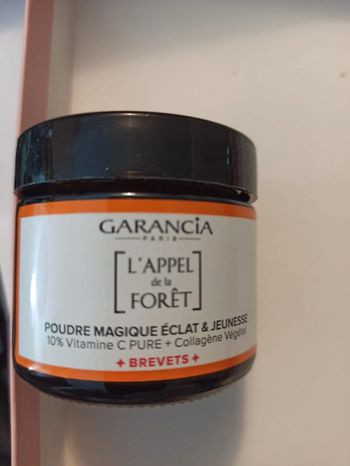 GARANCiA
PARIS
L'APPEL
de la
FORÊT
POUDRE MAGIQUE ÉCLAT & JEUNESSE
10% Vitamine C PURE + Collagène Végétal
+ BREVETS +